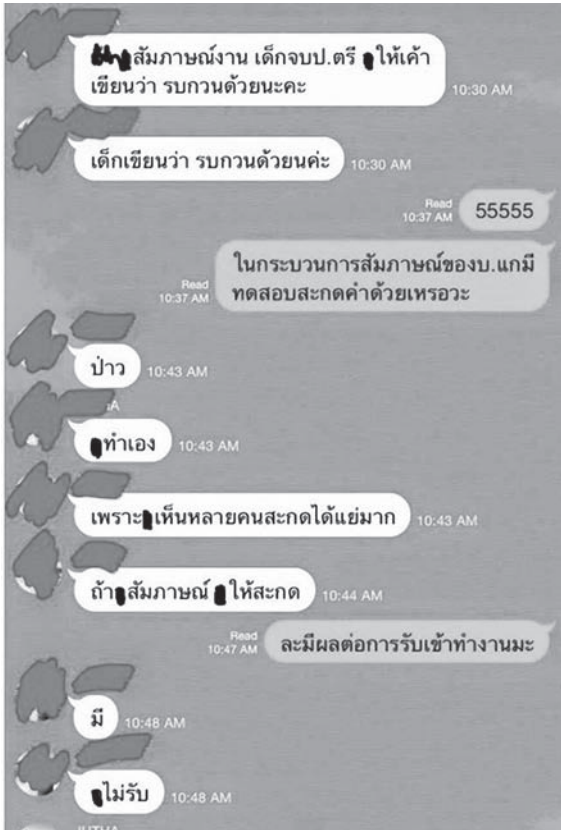 สัมภาษณ์งาน เด็กจบป.ตรี ให้เค้า
เขียนว่า รบกวนด้วยนะคะ
10:30 AM
เด็กเขียนว่า รบกวนด้วยนค่ะ
10:30 AM
Read
10:37 AM
55555
ในกระบวนการสัมภาษณ์ของบ.แกมี
ทดสอบสะกดคำด้วยเหรอวะ
Read
10:37 AM
ป่าว
10:43 AM
ทำเอง
10:43 AM
เพราะ เห็นหลายคนสะกดได้แย่มาก
10:43 AM
ถ้า สัมภาษณ์ ให้สะกด
10:44 AM
Read
10:47 AM
ละมีผลต่อการรับเข้าทำงานมะ
มี
10:48 AM
ไม่รับ
10:48 AM